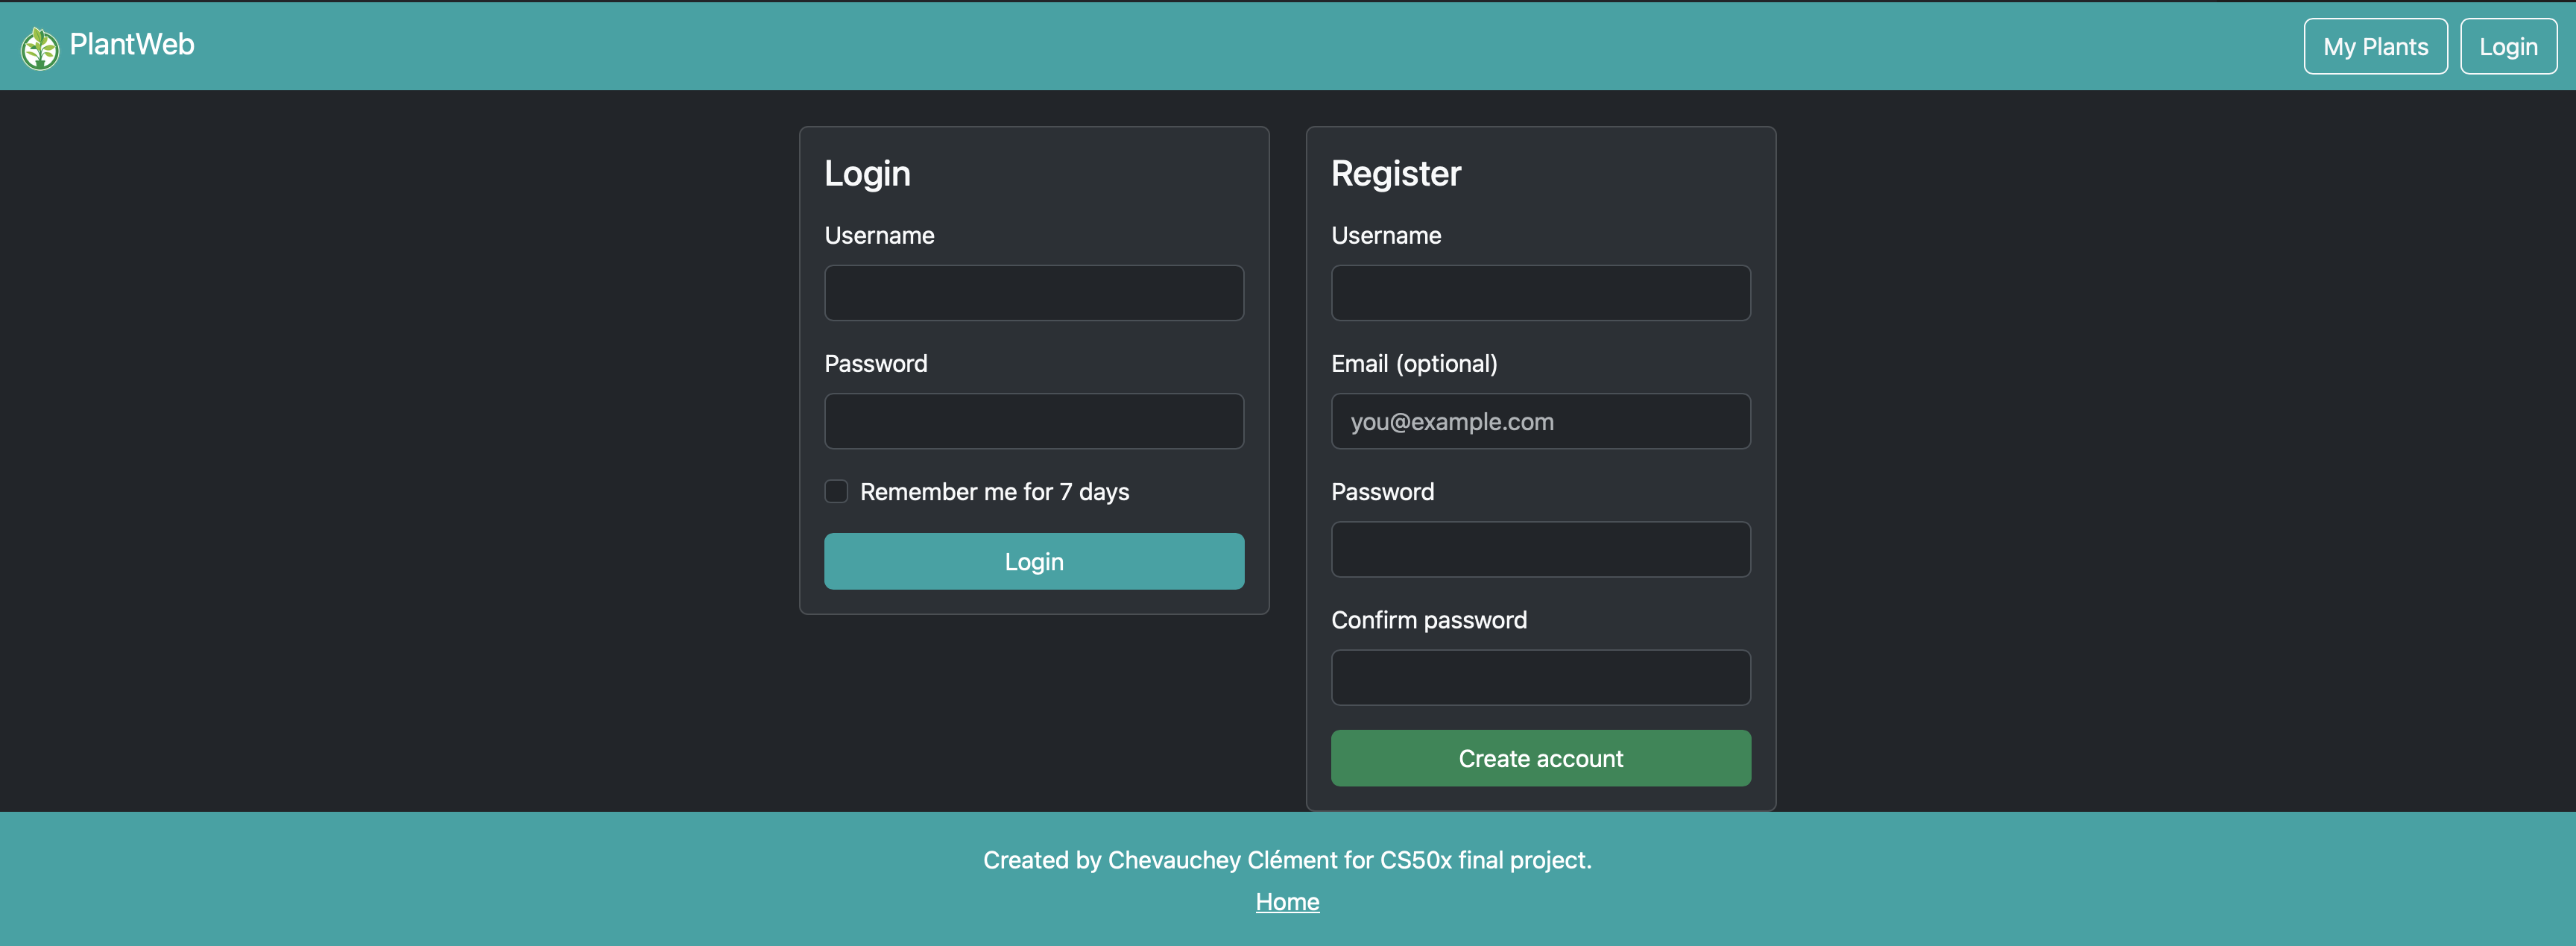 PlantWeb
My Plants
Login
Login
Username
Password
Remember me for 7 days
Login
Register
Username
Email (optional)
you@example.com
Password
Confirm password
Create account
Created by Chevauchey Clément for CS50x final project.
Home